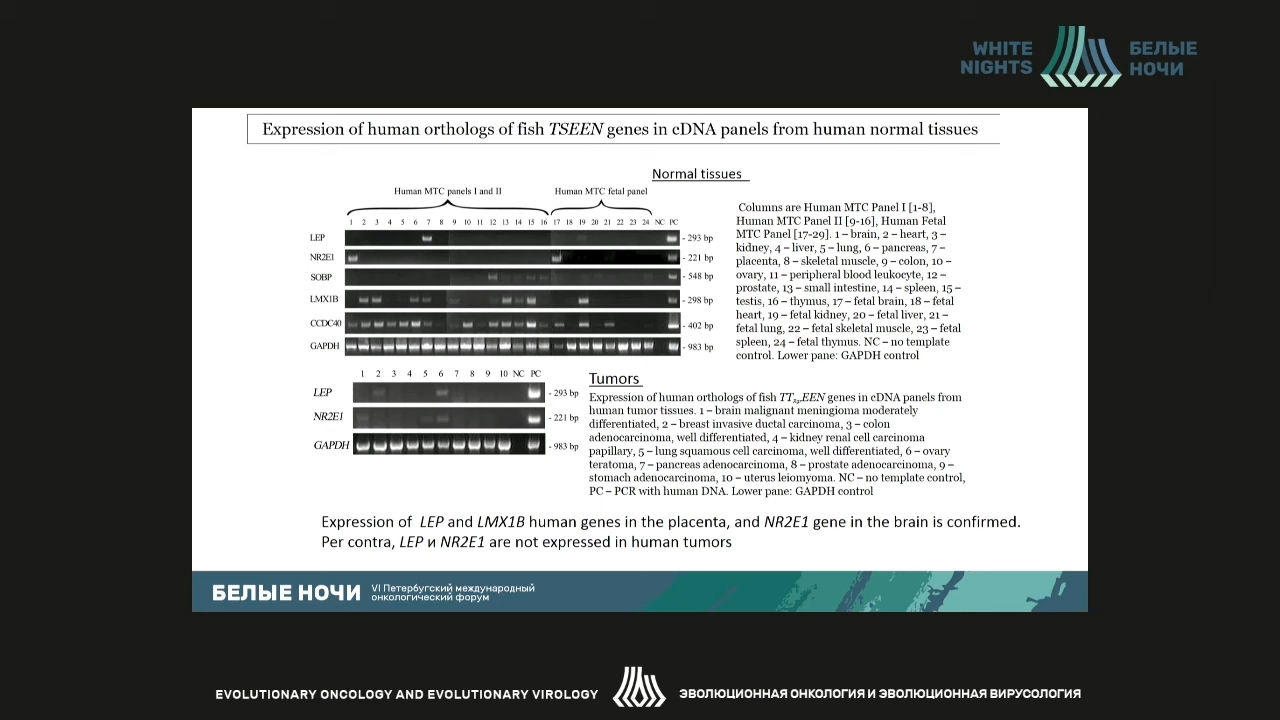 WHITE
NIGHTS
БЕЛЫЕ
НОЧИ
Expression of human orthologs of fish TSEEN genes in cDNA panels from human normal tissues
Normal tissues
Human MTC panels I and II
Human MTC fetal panel
1 2 3 4 5 6 7 8 9 10 11 12 13 14 15 16 17 18 19 20 21 22 23 24 NC PC
LEP - 293 bp
NR2E1 - 221 bp
SOBP - 548 bp
LMX1B - 298 bp
CCDC40 - 402 bp
GAPDH - 983 bp
Columns are Human MTC Panel I [1-8],
Human MTC Panel II [9-16], Human Fetal
MTC Panel [17-29]. 1 – brain, 2 – heart, 3 –
kidney, 4 – liver, 5 – lung, 6 – pancreas, 7 –
placenta, 8 – skeletal muscle, 9 – colon, 10 –
ovary, 11 – peripheral blood leukocyte, 12 –
prostate, 13 – small intestine, 14 – spleen, 15 –
testis, 16 – thymus, 17 – fetal brain, 18 – fetal
heart, 19 – fetal kidney, 20 – fetal liver, 21 –
fetal lung, 22 – fetal skeletal muscle, 23 – fetal
spleen, 24 – fetal thymus. NC – no template
control. Lower pane: GAPDH control
1 2 3 4 5 6 7 8 9 10 NC PC
LEP - 293 bp
NR2E1 - 221 bp
GAPDH - 983 bp
Tumors
Expression of human orthologs of fish EEN genes in cDNA panels from
human tumor tissues. 1 – brain malignant meningioma moderately
differentiated, 2 – breast invasive ductal carcinoma, 3 – colon
adenocarcinoma, well differentiated, 4 – kidney renal cell carcinoma
papillary, 5 – lung squamous cell carcinoma, well differentiated, 6 – ovary
teratoma, 7 – pancreas adenocarcinoma, 8 – prostate adenocarcinoma, 9 –
stomach adenocarcinoma, 10 – uterus leiomyoma. NC – no template control,
PC – PCR with human DNA. Lower pane: GAPDH control
Expression of LEP and LMX1B human genes in the placenta, and NR2E1 gene in the brain is confirmed.
Per contra, LEP и NR2E1 are not expressed in human tumors
БЕЛЫЕ НОЧИ
VI Петербугский международный
онкологический форум
EVOLUTIONARY ONCOLOGY AND EVOLUTIONARY VIROLOGY
ЭВОЛЮЦИОННАЯ ОНКОЛОГИЯ И ЭВОЛЮЦИОННАЯ ВИРУСОЛОГИЯ